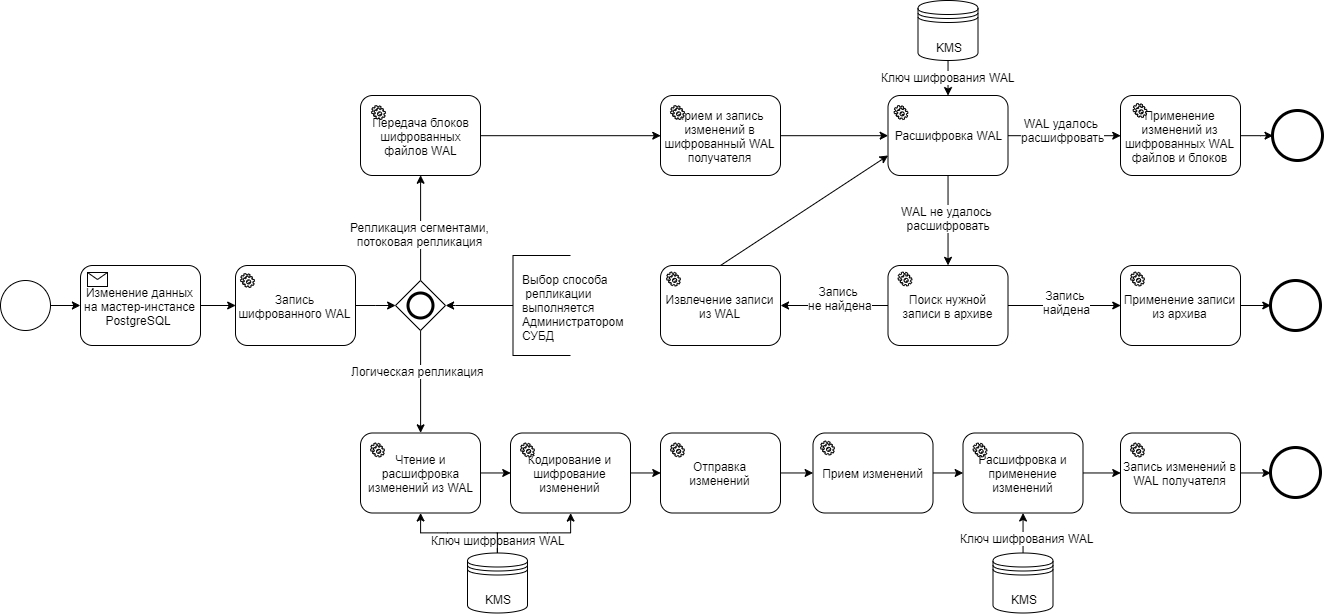 KMS
Ключ шифрования WAL
Передача блоков
шифрованных
файлов WAL
Прием и запись
изменений в
шифрованный WAL
получателя
Расшифровка WAL
WAL удалось
расшифровать
Применение
изменений из
шифрованных WAL
файлов и блоков
Репликация сегментами,
потоковая репликация
WAL не удалось
расшифровать
Изменение данных
на мастер-инстансе
PostgreSQL
Запись
шифрованного WAL
Выбор способа
репликации
выполняется
Администратором
СУБД
Извлечение записи
из WAL
Запись
не найдена
Поиск нужной
записи в архиве
Запись
найдена
Применение записи
из архива
Логическая репликация
Чтение и
расшифровка
изменений из WAL
Кодирование и
шифрование
изменений
Отправка
изменений
Прием изменений
Расшифровка и
применение
изменений
Запись изменений в
WAL получателя
Ключ шифрования WAL
KMS
Ключ шифрования WAL
KMS